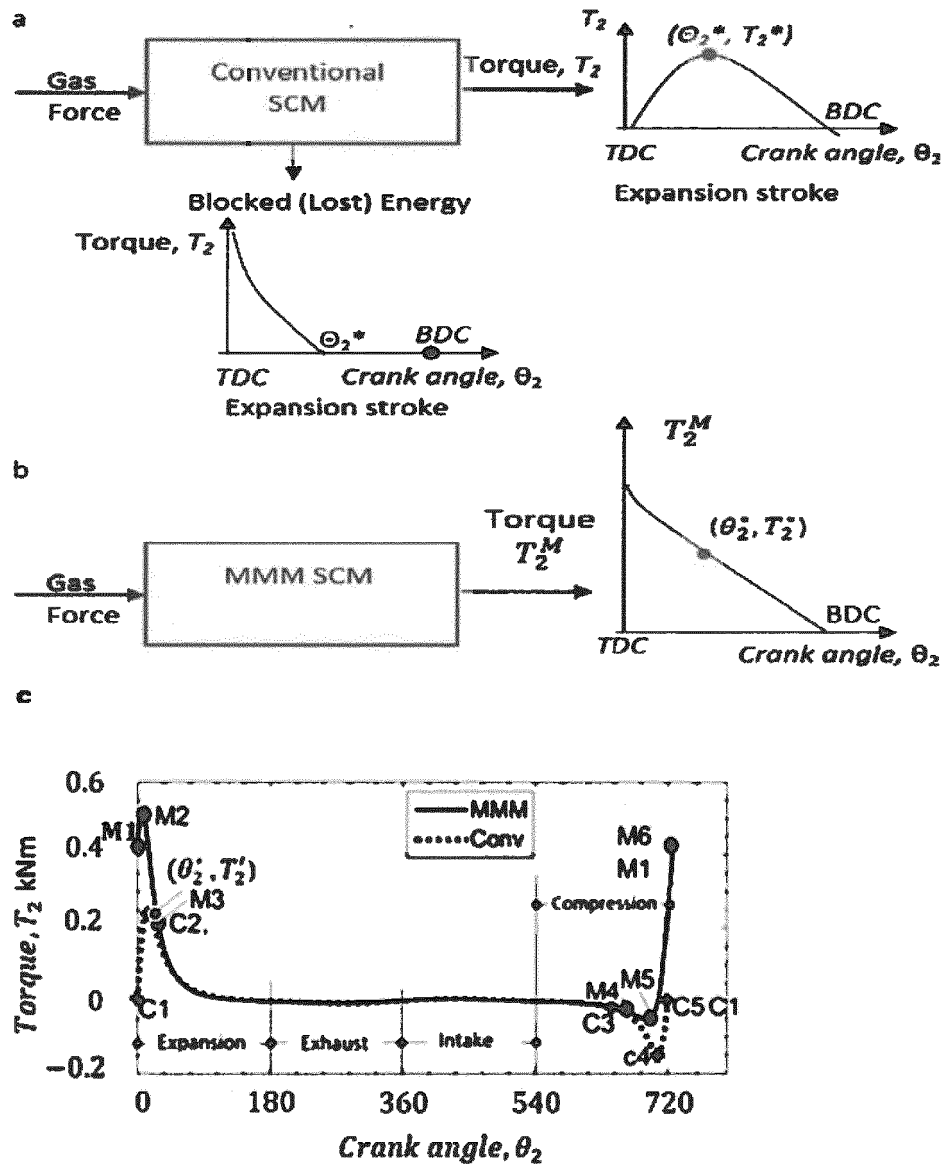 a
Gas
Force
Conventional
SCM
Torque, T₂
T₂
(Θ₂*, T₂*)
BDC
TDC
Crank angle, θ₂
Expansion stroke
Blocked (Lost) Energy
Torque, T₂
Θ₂*
BDC
TDC
Crank angle, θ₂
Expansion stroke
b
Gas
Force
MMM SCM
Torque
T₂ᴹ
T₂ᴹ
(θ₂*, T₂*)
BDC
TDC
Crank angle, θ₂
c
Torque, T₂ kNm
0.6
0.4
0.2
0
−0.2
M1
M2
(θ₂*, T₂′)
M3
C2,
C1
MMM
Conv
M6
M1
Compression
M5
M4
C3
C5 C1
c4
Expansion
Exhaust
Intake
0
180
360
540
720
Crank angle, θ₂